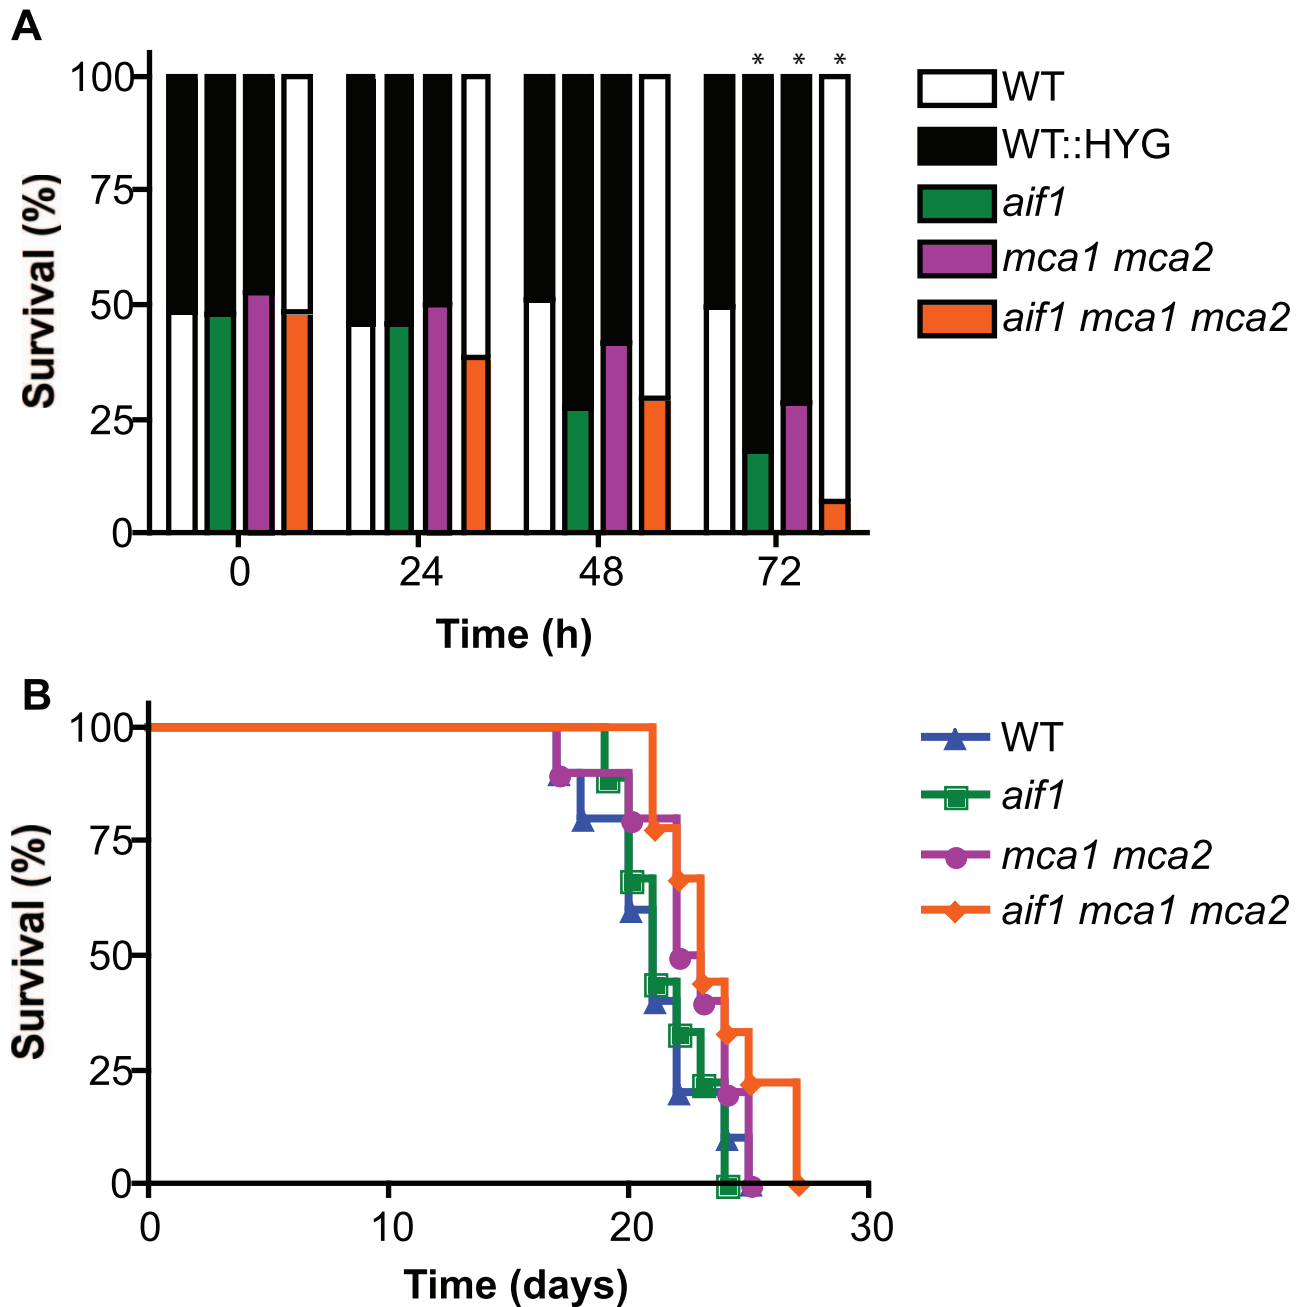 A
Survival (%)
100
75
50
25
0
* * *
0 24 48 72
Time (h)
WT
WT::HYG
aif1
mca1 mca2
aif1 mca1 mca2
B
Survival (%)
100
75
50
25
0
0 10 20 30
Time (days)
WT
aif1
mca1 mca2
aif1 mca1 mca2